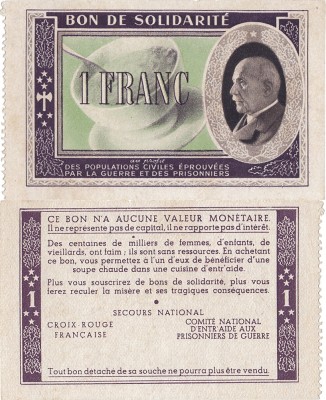 BON DE SOLIDARITÉ
1 FRANC
au profit
DES POPULATIONS CIVILES ÉPROUVÉES
PAR LA GUERRE ET DES PRISONNIERS
CE BON N'A AUCUNE VALEUR MONÉTAIRE.
Il ne représente pas de capital, il ne rapporte pas d'intérêt.
Des centaines de milliers de femmes, d'enfants, de
vieillards, ont faim ; ils sont sans ressources. En achetant
ce bon, vous permettez à l'un d'eux de bénéficier d'une
soupe chaude dans une cuisine d'entr'aide.
Plus vous souscrirez de bons de solidarité, plus vous
ferez reculer la misère et ses tragiques conséquences.
1
1
SECOURS NATIONAL
CROIX ROUGE
FRANÇAISE
COMITÉ NATIONAL
D'ENTR'AIDE AUX
PRISONNIERS DE GUERRE
Tout bon détaché de sa souche ne pourra plus être vendu.